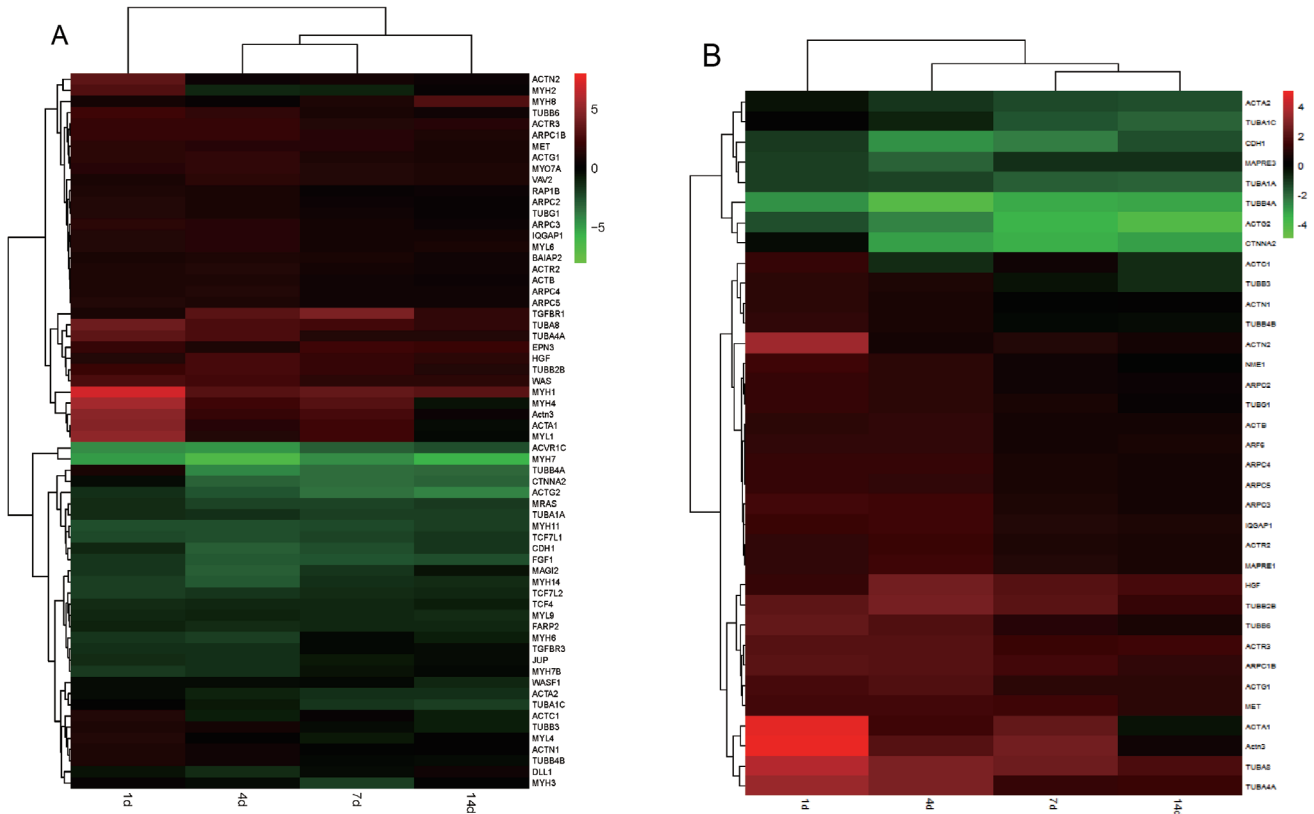 A
ACTN2
MYH2
MYH8
TUBB6
ACTR3
ARPC1B
MET
ACTG1
MYO7A
VAV2
RAP1B
ARPC2
TUBG1
ARPC3
IQGAP1
MYL6
BAIAP2
ACTR2
ACTB
ARPC4
ARPC5
TGFBR1
TUBA8
TUBA4A
EPN3
HGF
TUBB2B
WAS
MYH1
MYH4
Actn3
ACTA1
MYL1
ACVR1C
MYH7
TUBB4A
CTNNA2
ACTG2
MRAS
TUBA1A
MYH11
TCF7L1
CDH1
FGF1
MAGI2
MYH14
TCF7L2
TCF4
MYL9
FARP2
MYH6
TGFBR3
JUP
MYH7B
WASF1
ACTA2
TUBA1C
ACTC1
TUBB3
MYL4
ACTN1
TUBB4B
DLL1
MYH3
5
0
−5
1d
4d
7d
14d
B
ACTA2
TUBA1C
CDH1
MAPRE3
TUBA1A
TUBB4A
ACTG2
CTNNA2
ACTC1
TUBB3
ACTN1
TUBB4B
ACTN2
NME1
ARPC2
TUBG1
ACTB
ARF6
ARPC4
ARPC5
ARPC3
IQGAP1
ACTR2
MAPRE1
HGF
TUBB2B
TUBB6
ACTR3
ARPC1B
ACTG1
MET
ACTA1
Actn3
TUBA8
TUBA4A
4
2
0
-2
-4
1d
4d
7d
14d